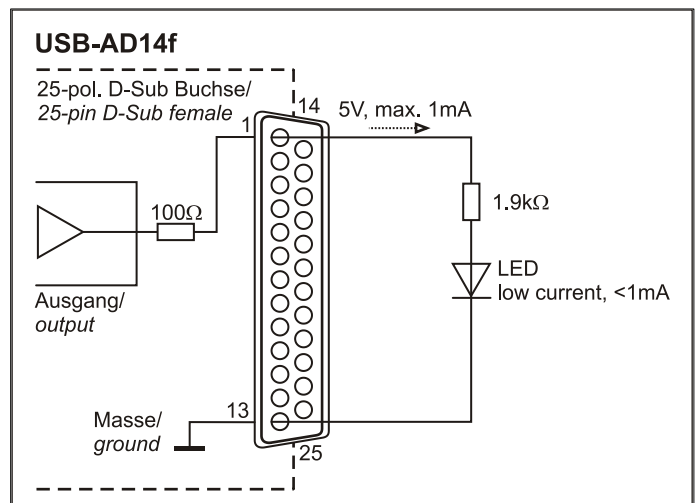 USB-AD14f
25-pol. D-Sub Buchse/
25-pin D-Sub female
14
1
5V, max. 1mA
100Ω
1.9kΩ
LED
low current, <1mA
Ausgang/
output
13
Masse/
ground
25